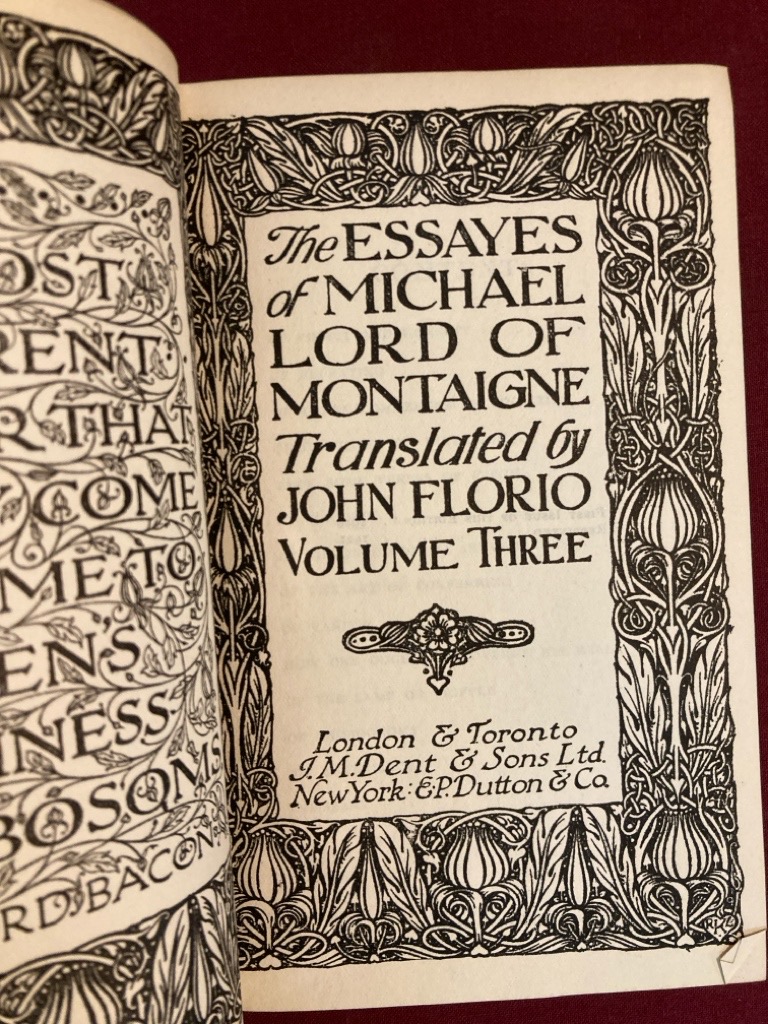 OST
RENT
R THAT
COME
ME TO
EN'S
INESS
BOSOMS
RD BACON
The ESSAYES
of MICHAEL
LORD OF
MONTAIGNE
Translated by
JOHN FLORIO
VOLUME THREE
London & Toronto
J.M.Dent & Sons Ltd.
New York: E.P.Dutton & Co.